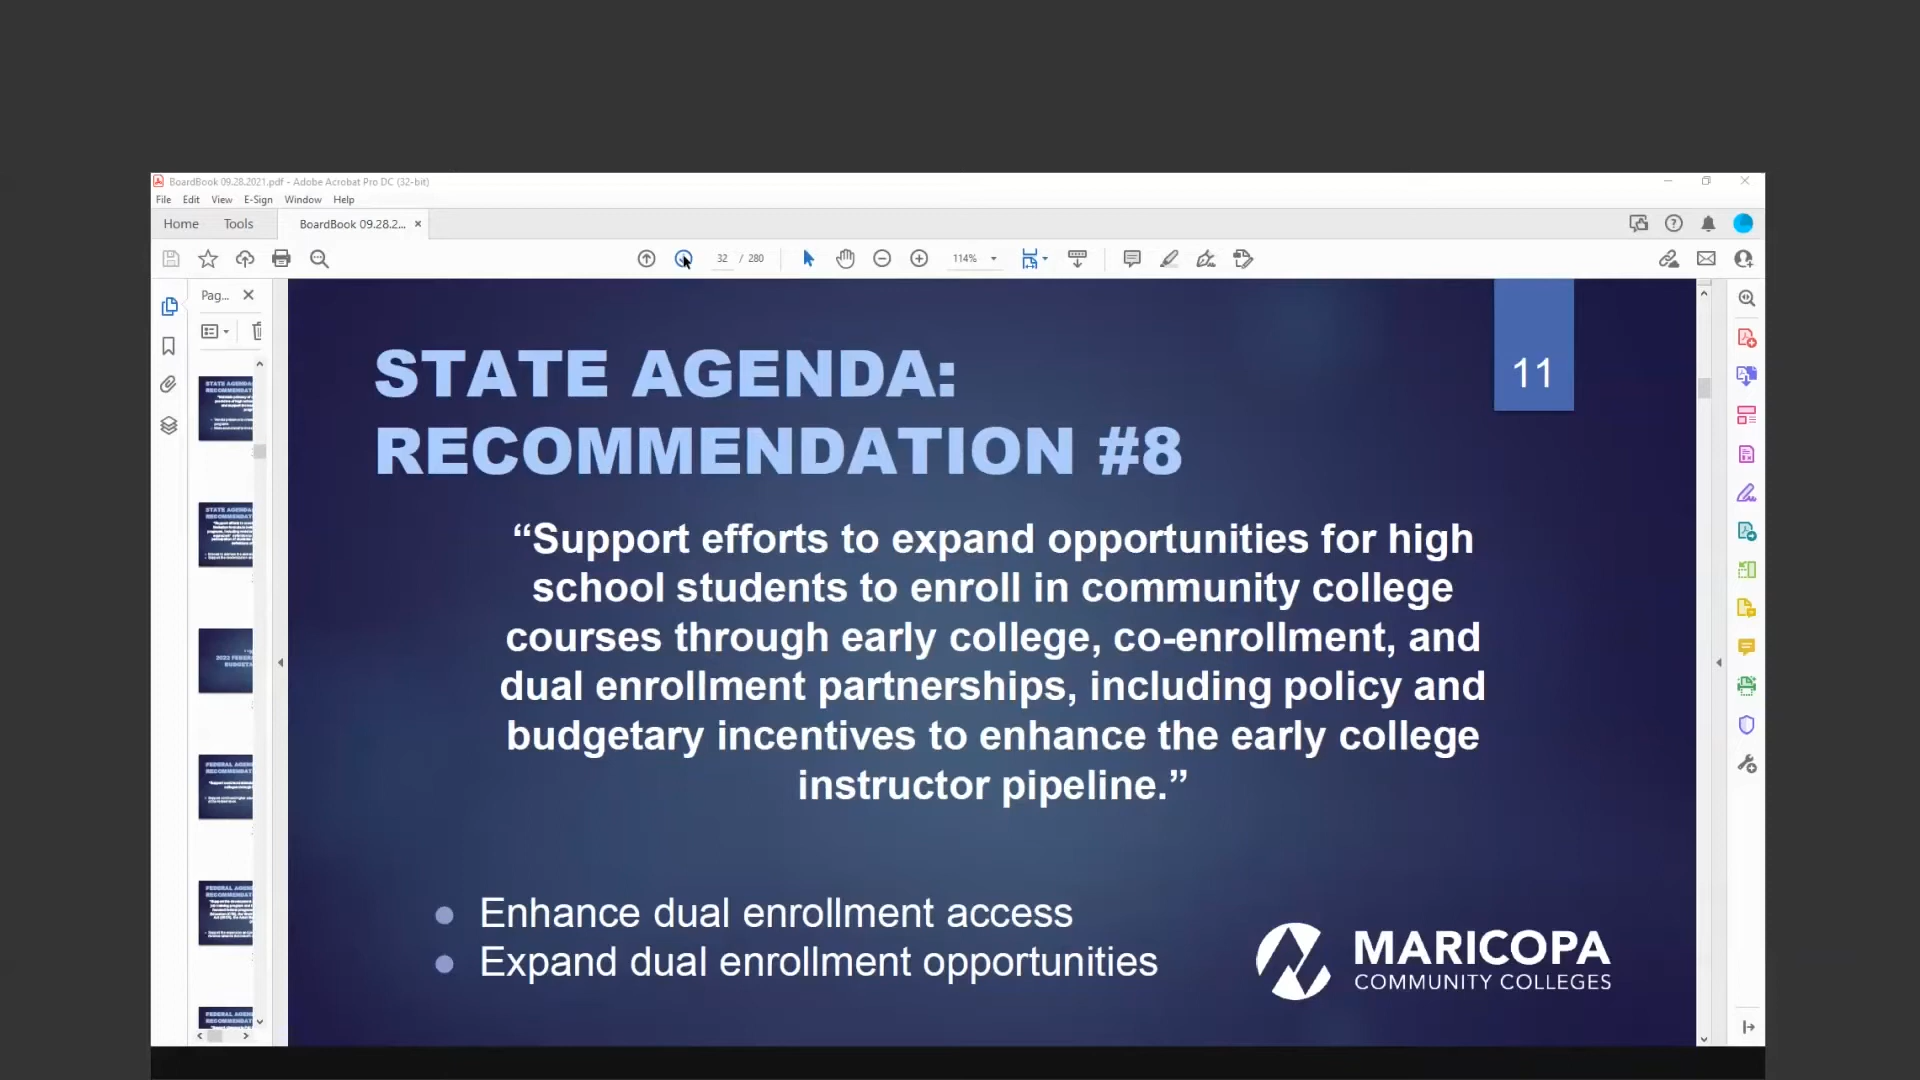 BoardBook 09.28.2021.pdf - Adobe Acrobat Pro DC (32-bit)
File Edit View E-Sign Window Help
Home Tools BoardBook 09.28.2...
32 / 280 114%
Pag...
STATE AGENDA:
RECOMMENDATION #8
11
“Support efforts to expand opportunities for high
school students to enroll in community college
courses through early college, co-enrollment, and
dual enrollment partnerships, including policy and
budgetary incentives to enhance the early college
instructor pipeline.”
Enhance dual enrollment access
Expand dual enrollment opportunities
MARICOPA
COMMUNITY COLLEGES